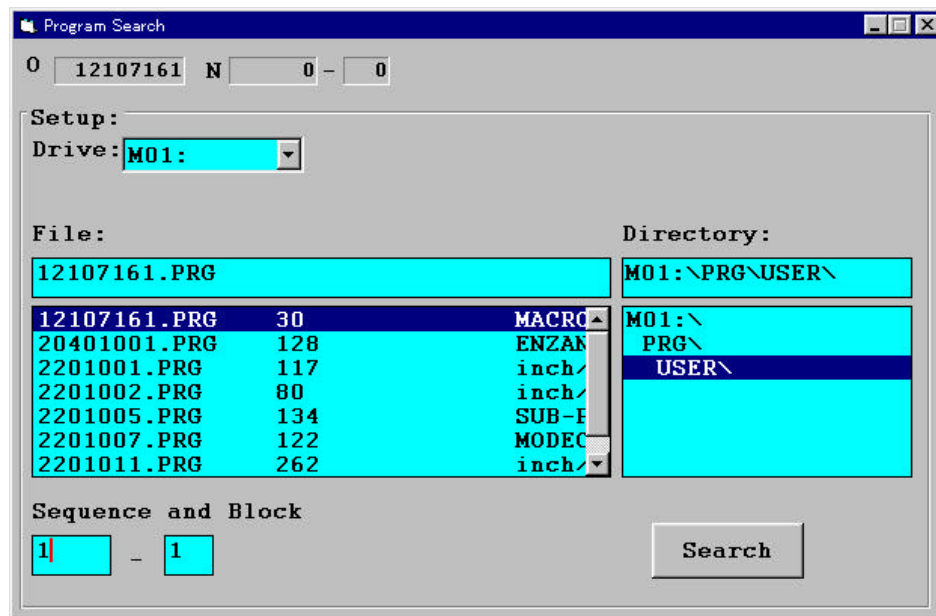 Program Search
O 12107161 N 0 - 0
Setup:
Drive: M01:
File: Directory:
12107161.PRG M01:\PRG\USER\
12107161.PRG 30 MACRO M01:\
20401001.PRG 128 ENZAN PRG\
2201001.PRG 117 inch/ USER\
2201002.PRG 80 inch/
2201005.PRG 134 SUB-P
2201007.PRG 122 MODEC
2201011.PRG 262 inch/
Sequence and Block
1 - 1 Search